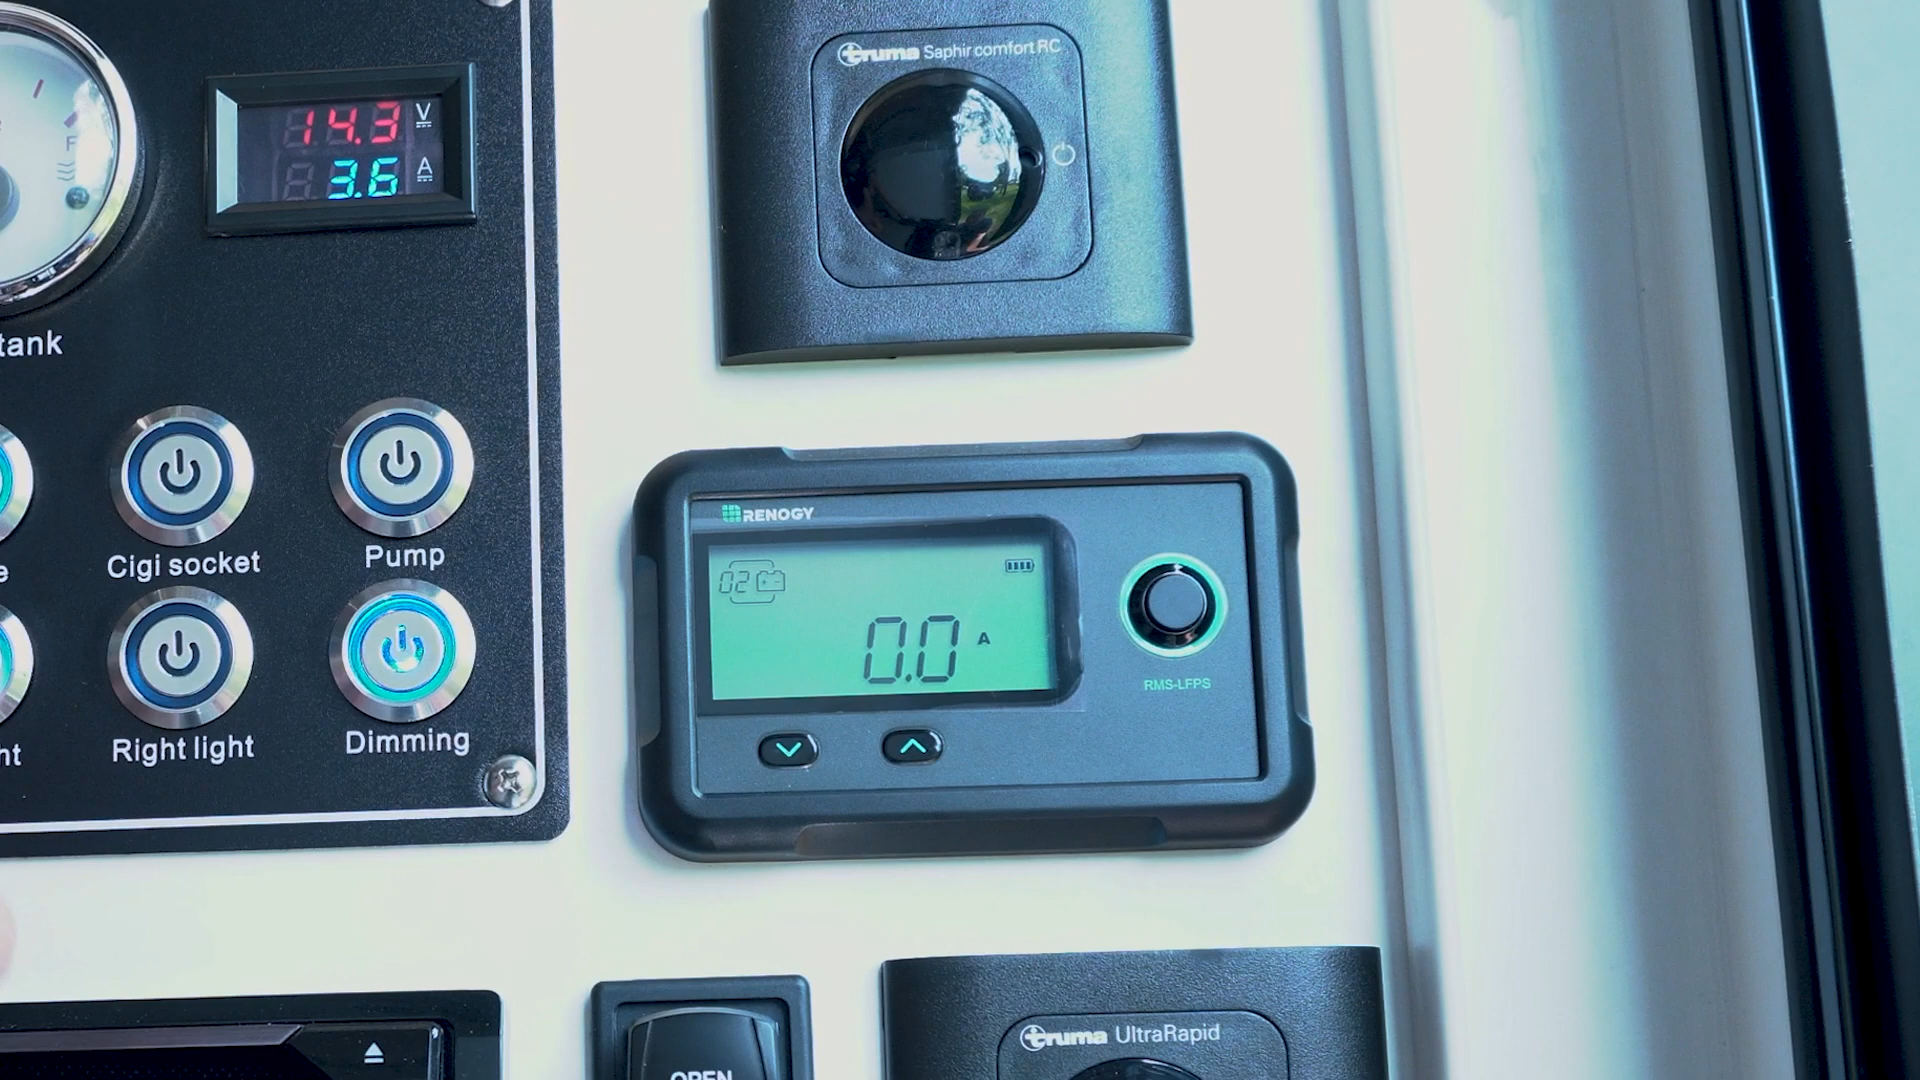 14.3 V
3.6 A
F
tank
Cigi socket
Pump
Right light
Dimming
truma Saphir comfort RC
RENOGY
02
0.0 A
RMS-LFPS
OPEN
truma UltraRapid